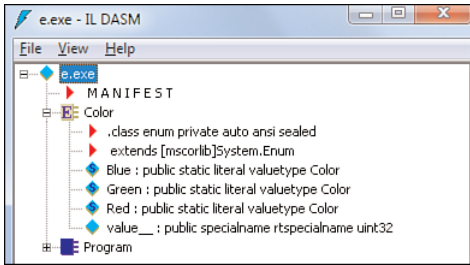 e.exe - IL DASM
File View Help
e.exe
MANIFEST
Color
.class enum private auto ansi sealed
extends [mscorlib]System.Enum
Blue : public static literal valuetype Color
Green : public static literal valuetype Color
Red : public static literal valuetype Color
value__ : public specialname rtspecialname uint32
Program